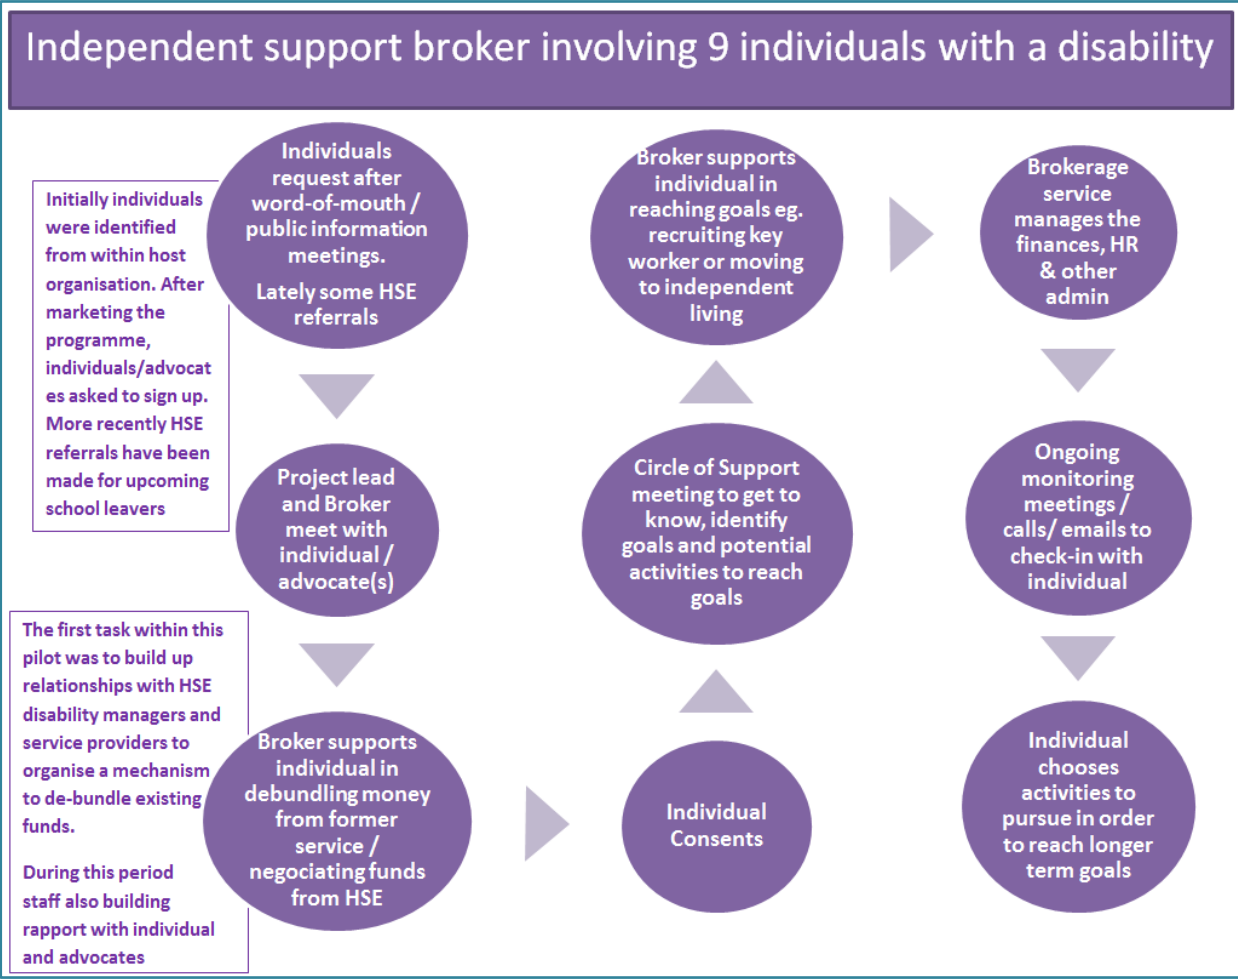 Independent support broker involving 9 individuals with a disability
Initially individuals
were identified
from within host
organisation. After
marketing the
programme,
individuals/advocat
es asked to sign up.
More recently HSE
referrals have been
made for upcoming
school leavers
Individuals
request after
word-of-mouth /
public information
meetings.
Lately some HSE
referrals
Project lead
and Broker
meet with
individual /
advocate(s)
The first task within this
pilot was to build up
relationships with HSE
disability managers and
service providers to
organise a mechanism
to de-bundle existing
funds.
During this period
staff also building
rapport with individual
and advocates
Broker supports
individual in
debundling money
from former
service /
negociating funds
from HSE
Individual
Consents
Circle of Support
meeting to get to
know, identify
goals and potential
activities to reach
goals
Broker supports
individual in
reaching goals eg.
recruiting key
worker or moving
to independent
living
Brokerage
service
manages the
finances, HR
& other
admin
Ongoing
monitoring
meetings /
calls/ emails to
check-in with
individual
Individual
chooses
activities to
pursue in order
to reach longer
term goals